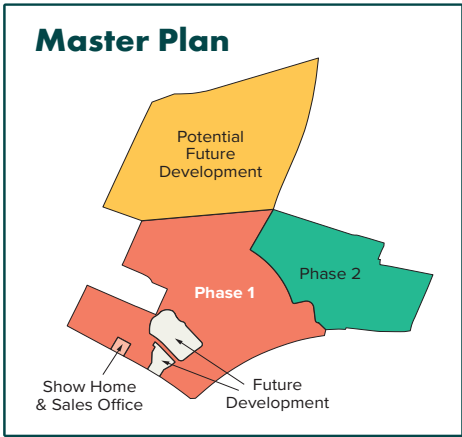 Master Plan
Potential
Future
Development
Phase 1
Phase 2
Show Home
& Sales Office
Future
Development